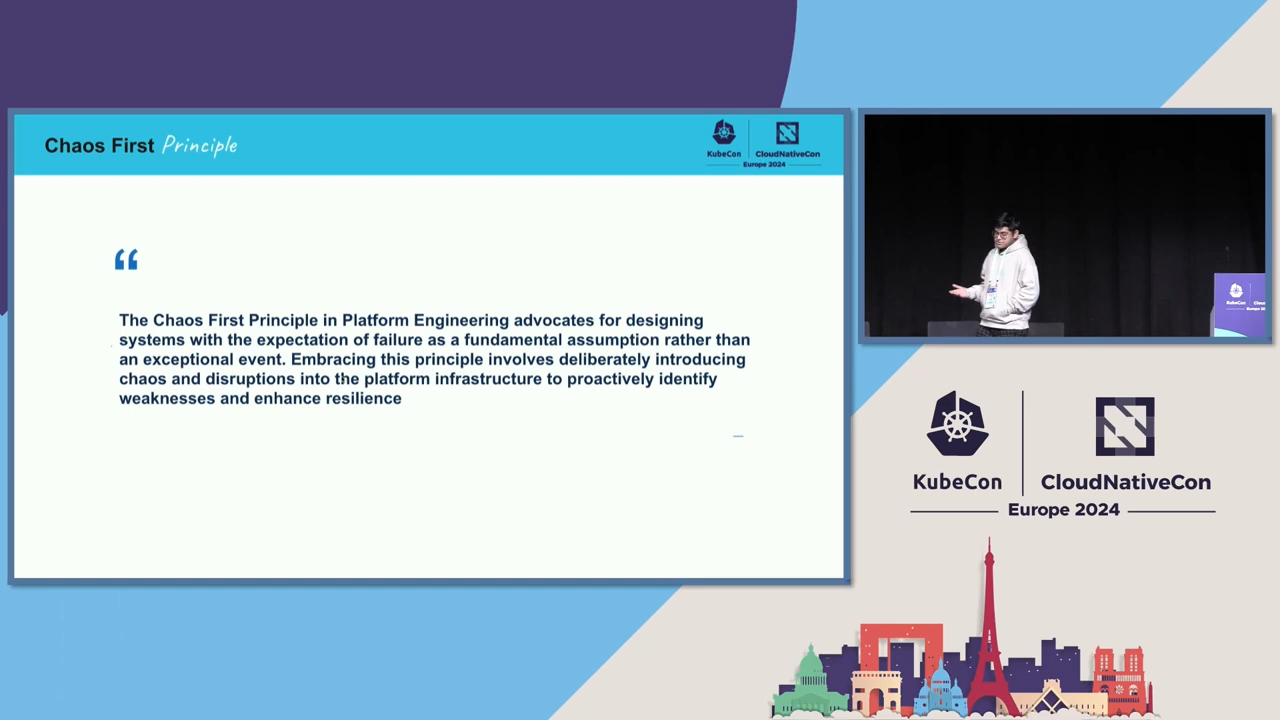 Chaos First Principle
KubeCon
CloudNativeCon
Europe 2024
“
The Chaos First Principle in Platform Engineering advocates for designing
systems with the expectation of failure as a fundamental assumption rather than
an exceptional event. Embracing this principle involves deliberately introducing
chaos and disruptions into the platform infrastructure to proactively identify
weaknesses and enhance resilience
KubeCon
CloudNativeCon
Europe 2024